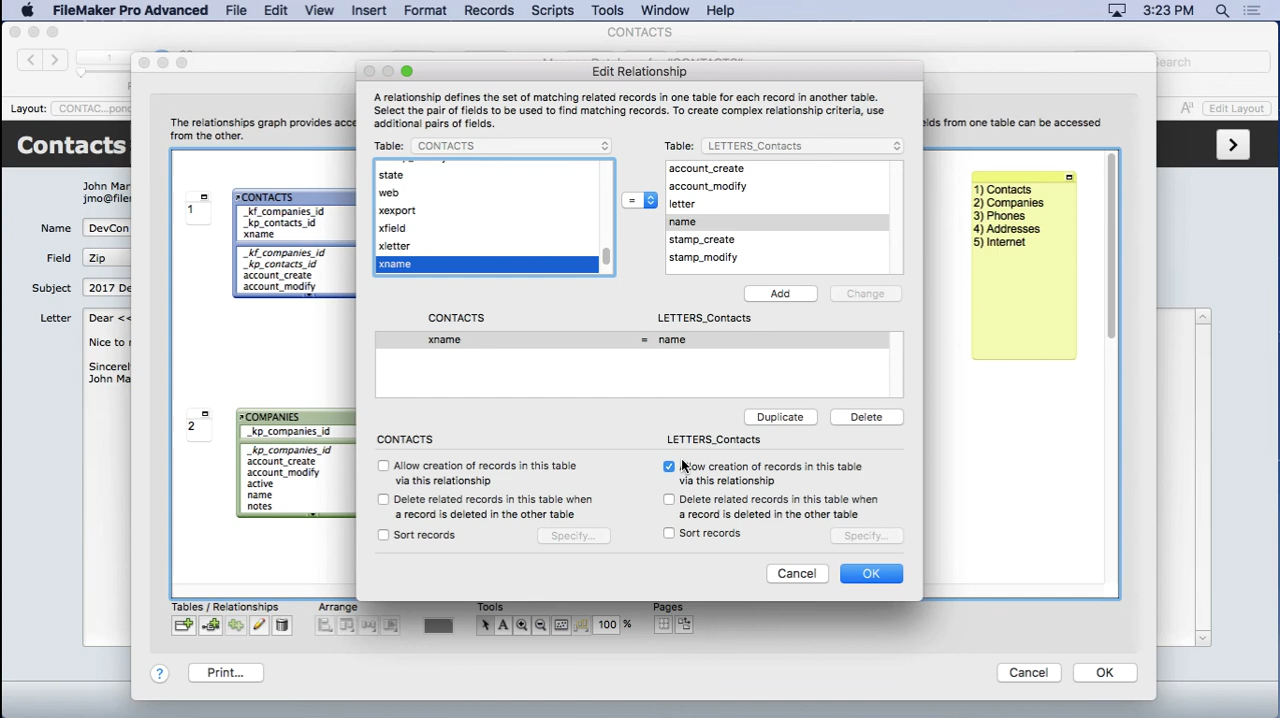 FileMaker Pro Advanced File Edit View Insert Format Records Scripts Tools Window Help 3:23 PM
CONTACTS
1
Search
Layout: CONTAC...pond
Edit Layout
Contacts
Edit Relationship
A relationship defines the set of matching related records in one table for each record in another table.
Select the pair of fields to be used to find matching records. To create complex relationship criteria, use
additional pairs of fields.
Table: CONTACTS
Table: LETTERS_Contacts
state
web
xexport
xfield
xletter
xname
=
account_create
account_modify
letter
name
stamp_create
stamp_modify
Add
Change
CONTACTS LETTERS_Contacts
xname = name
Duplicate
Delete
CONTACTS
Allow creation of records in this table
via this relationship
Delete related records in this table when
a record is deleted in the other table
Sort records
Specify...
LETTERS_Contacts
Allow creation of records in this table
via this relationship
Delete related records in this table when
a record is deleted in the other table
Sort records
Specify...
Cancel
OK
The relationships graph provides acce
from the other.
elds from one table can be accessed
John Mar
jmo@filer
Name DevCon
Field Zip
Subject 2017 De
Letter Dear <<
Nice to r
Sincerel
John Ma
1
CONTACTS
_kf_companies_id
_kp_contacts_id
xname
_kf_companies_id
_kp_contacts_id
account_create
account_modify
2
COMPANIES
_kp_companies_id
_kp_companies_id
account_create
account_modify
active
name
notes
1) Contacts
2) Companies
3) Phones
4) Addresses
5) Internet
Tables / Relationships
Arrange
Tools
Pages
A
100 %
?
Print...
Cancel
OK